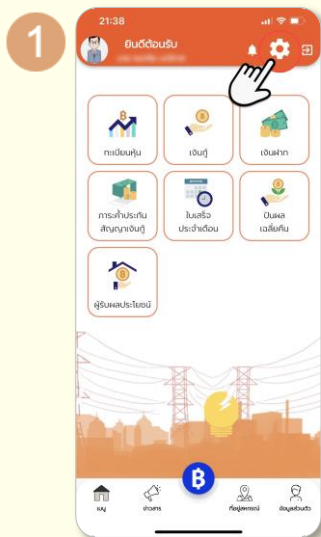 1
21:38
ยินดีต้อนรับ
ทะเบียนหุ้น
เงินกู้
เงินฝาก
ภาระค้ำประกัน
สัญญาเงินกู้
ใบเสร็จ
ประจำเดือน
ปันผล
เฉลี่ยคืน
ผู้รับผลประโยชน์
เมนู
ข่าวสาร
ที่อยู่สหกรณ์
ข้อมูลส่วนตัว